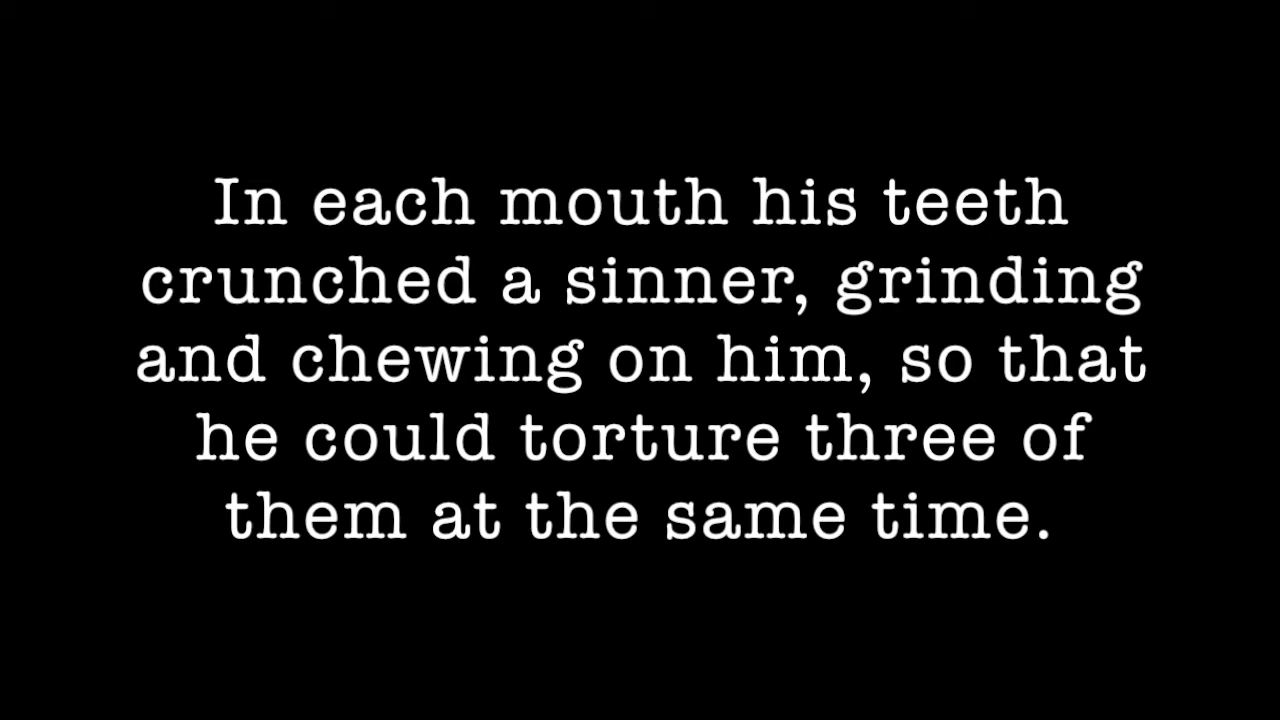 In each mouth his teeth
crunched a sinner, grinding
and chewing on him, so that
he could torture three of
them at the same time.